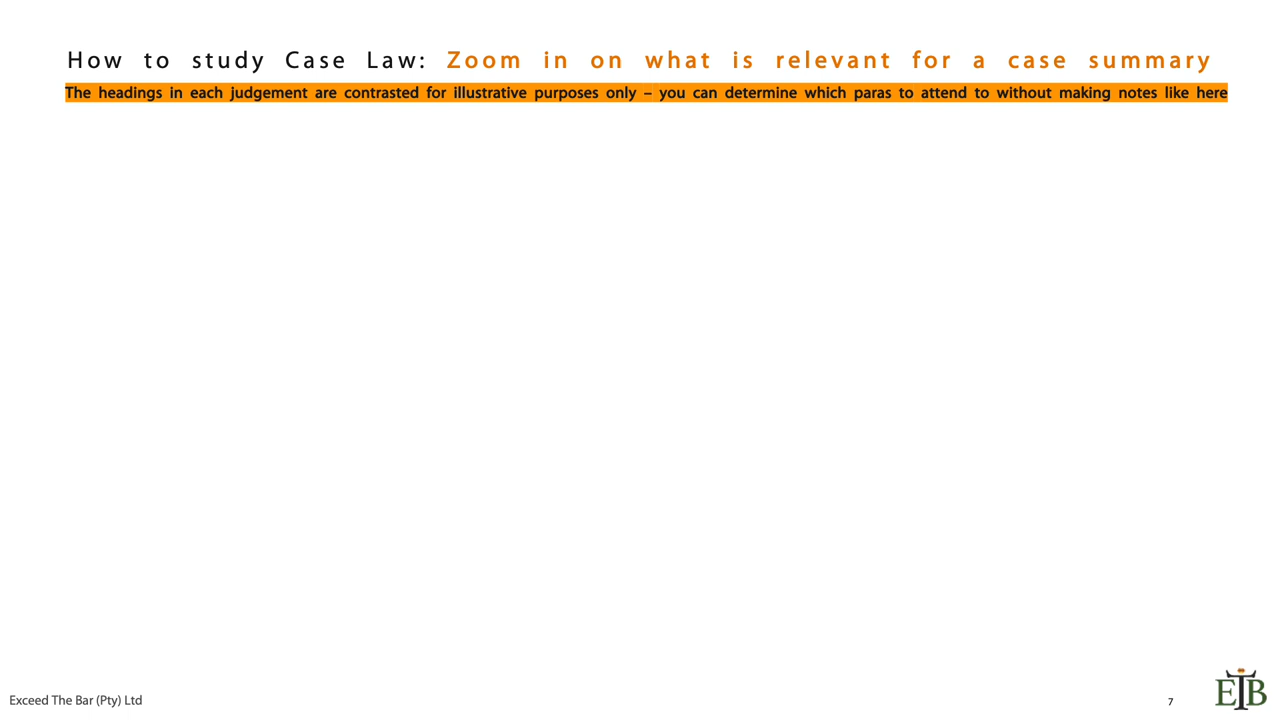 How to study Case Law: Zoom in on what is relevant for a case summary
The headings in each judgement are contrasted for illustrative purposes only – you can determine which paras to attend to without making notes like here
Exceed The Bar (Pty) Ltd
7
ETB